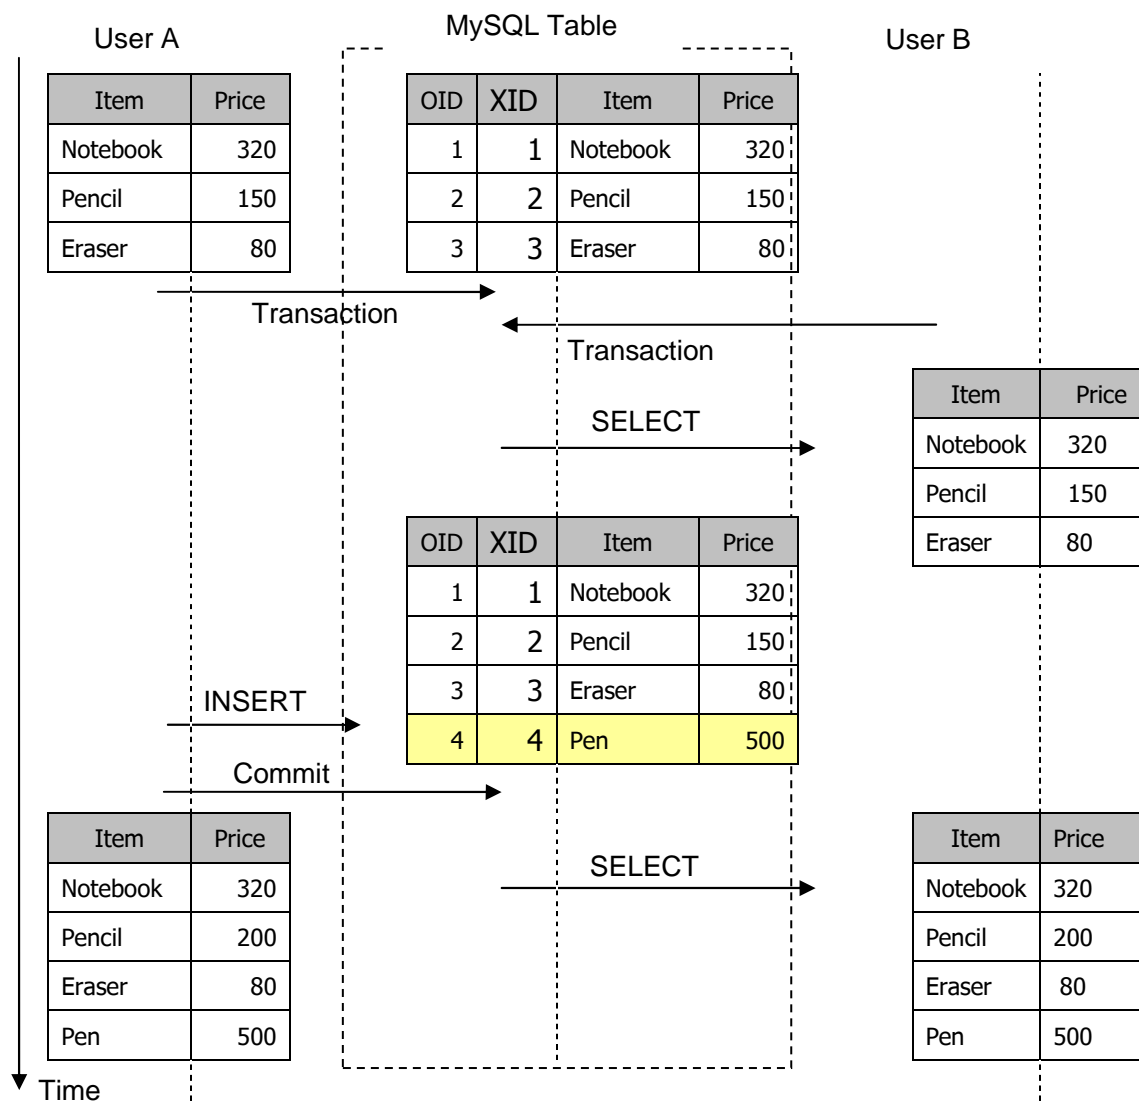 User A
MySQL Table
User B
Item Price
Notebook 320
Pencil 150
Eraser 80
OID XID Item Price
1 1 Notebook 320
2 2 Pencil 150
3 3 Eraser 80
Transaction
Transaction
SELECT
Item Price
Notebook 320
Pencil 150
Eraser 80
OID XID Item Price
1 1 Notebook 320
2 2 Pencil 150
3 3 Eraser 80
4 4 Pen 500
INSERT
Commit
Item Price
Notebook 320
Pencil 200
Eraser 80
Pen 500
SELECT
Item Price
Notebook 320
Pencil 200
Eraser 80
Pen 500
Time